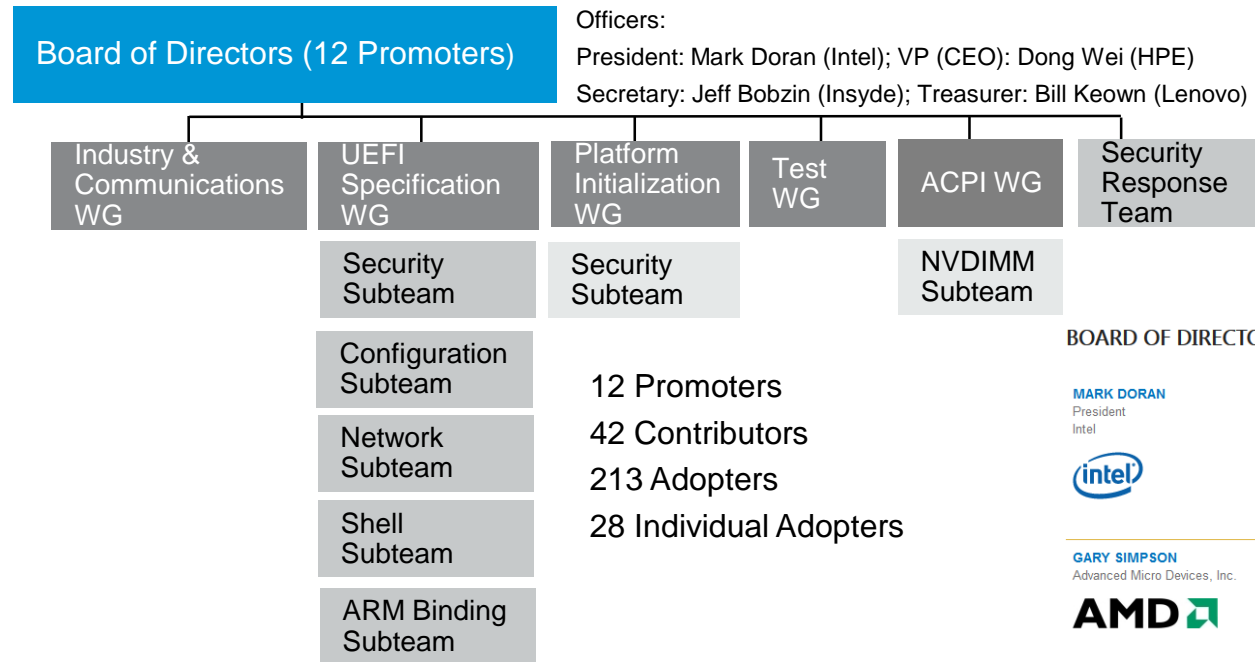 Board of Directors (12 Promoters)
Officers:
President: Mark Doran (Intel); VP (CEO): Dong Wei (HPE)
Secretary: Jeff Bobzin (Insyde); Treasurer: Bill Keown (Lenovo)
Industry &
Communications
WG
UEFI
Specification
WG
Platform
Initialization
WG
Test
WG
ACPI WG
Security
Response
Team
Security
Subteam
Security
Subteam
NVDIMM
Subteam
Configuration
Subteam
Network
Subteam
Shell
Subteam
ARM Binding
Subteam
12 Promoters
42 Contributors
213 Adopters
28 Individual Adopters
BOARD OF DIRECTO
MARK DORAN
President
Intel
intel
GARY SIMPSON
Advanced Micro Devices, Inc.
AMD